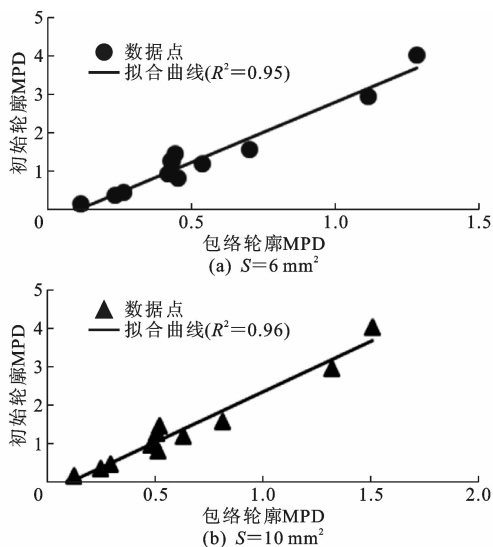 5
数据点
4
拟合曲线(R²=0.95)
3
2
1
0
0.5
1.0
1.5
初始轮廓MPD
包络轮廓MPD
(a) S=6 mm²
5
数据点
4
拟合曲线(R²=0.96)
3
2
1
0
0.5
1.0
1.5
2.0
初始轮廓MPD
包络轮廓MPD
(b) S=10 mm²